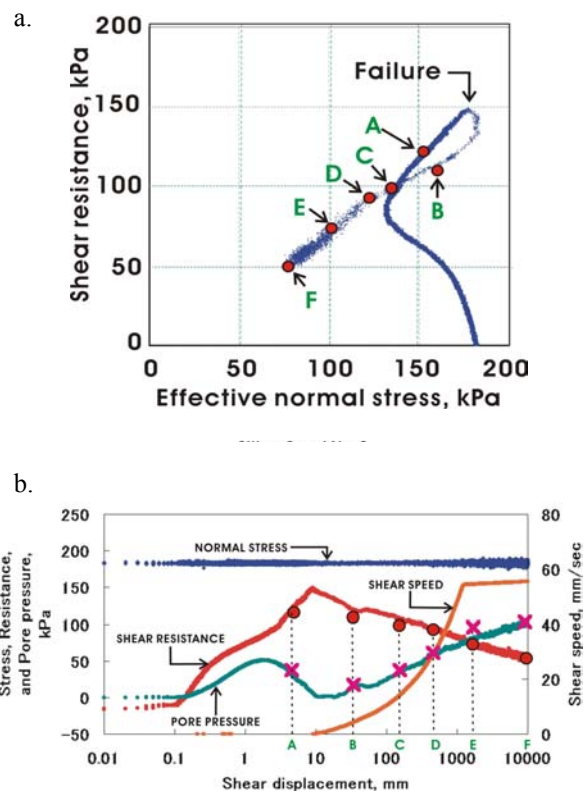 a.
200
150
100
50
0
Shear resistance, kPa
Failure
A
C
D
B
E
F
0
50
100
150
200
Effective normal stress, kPa
b.
250
200
150
100
50
0
-50
Stress, Resistance,
and Pore pressure,
kPa
80
60
40
20
0
Shear speed, mm/sec
NORMAL STRESS
SHEAR SPEED
SHEAR RESISTANCE
PORE PRESSURE
A
B
C
D
E
F
0.01
0.1
1
10
100
1000
10000
Shear displacement, mm